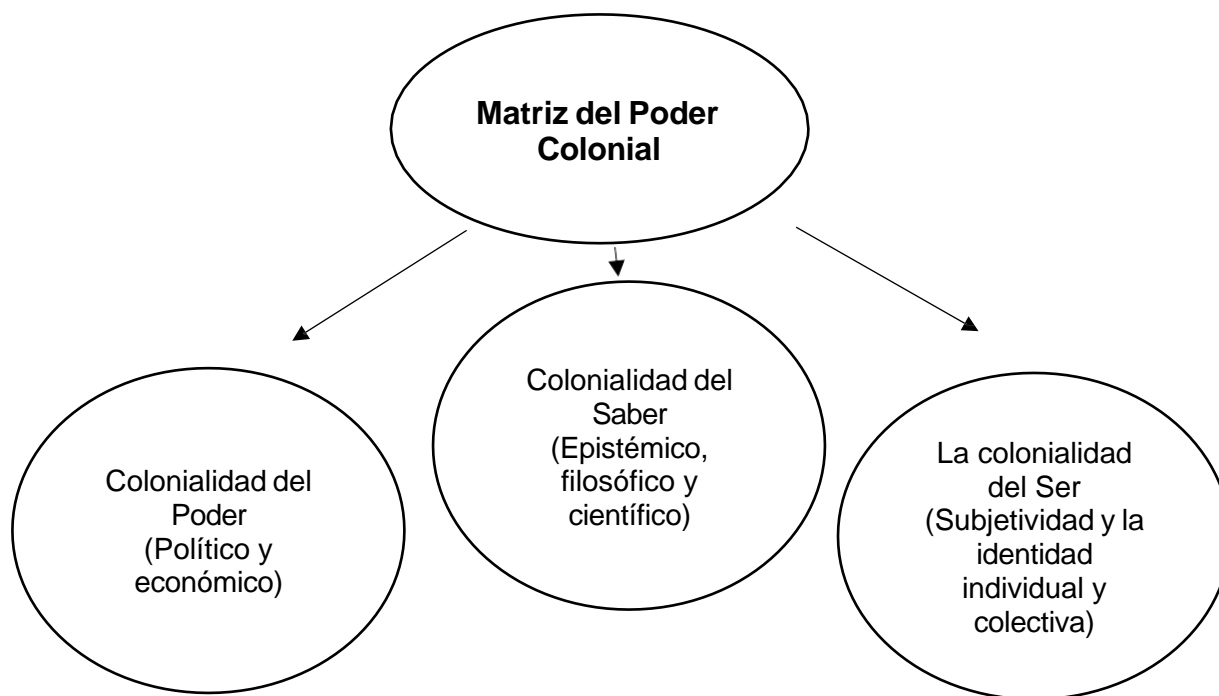 Matriz del Poder
Colonial
Colonialidad del
Poder
(Político y
económico)
Colonialidad del
Saber
(Epistémico,
filosófico y
científico)
La colonialidad
del Ser
(Subjetividad y la
identidad
individual y
colectiva)